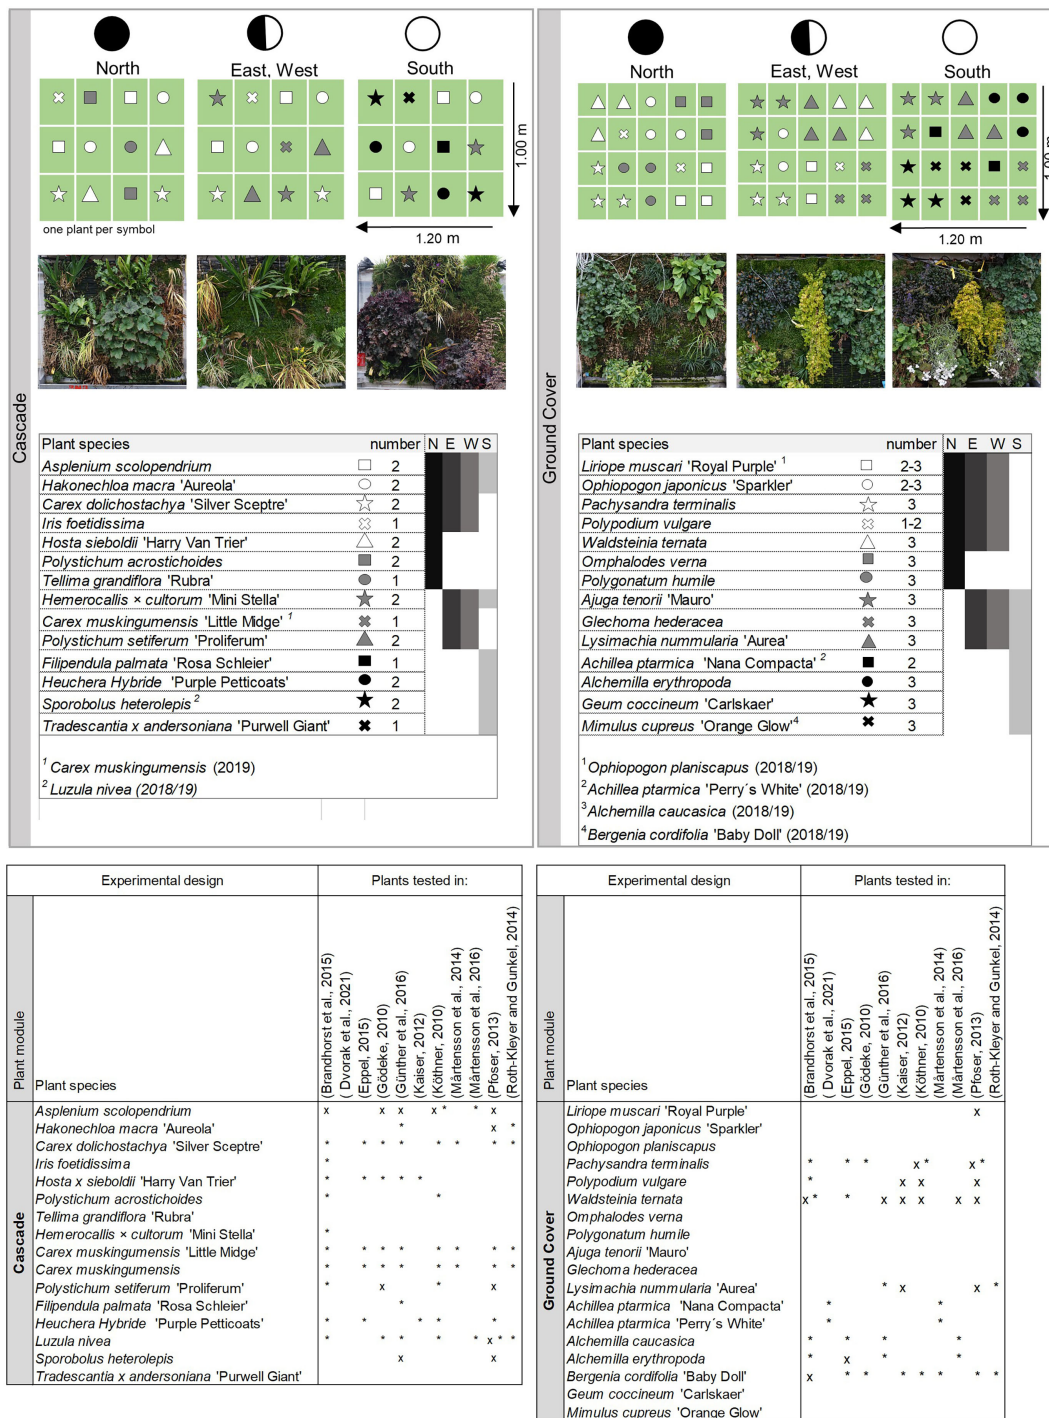 Cascade
North
East, West
South
1.00 m
one plant per symbol
1.20 m
Plant species number N E W S
Asplenium scolopendrium 2
Hakonechloa macra 'Aureola' 2
Carex dolichostachya 'Silver Sceptre' 2
Iris foetidissima 1
Hosta sieboldii 'Harry Van Trier' 2
Polystichum acrostichoides 2
Tellima grandiflora 'Rubra' 1
Hemerocallis × cultorum 'Mini Stella' 2
Carex muskingumensis 'Little Midge' 1 1
Polystichum setiferum 'Proliferum' 2
Filipendula palmata 'Rosa Schleier' 1
Heuchera Hybride 'Purple Petticoats' 2
Sporobolus heterolepis 2 2
Tradescantia x andersoniana 'Purwell Giant' 1
1 Carex muskingumensis (2019)
2 Luzula nivea (2018/19)
Ground Cover
North
East, West
South
1.00 m
1.20 m
Plant species number N E W S
Liriope muscari 'Royal Purple' 1 2-3
Ophiopogon japonicus 'Sparkler' 2-3
Pachysandra terminalis 3
Polypodium vulgare 1-2
Waldsteinia ternata 3
Omphalodes verna 3
Polygonatum humile 3
Ajuga tenorii 'Mauro' 3
Glechoma hederacea 3
Lysimachia nummularia 'Aurea' 3
Achillea ptarmica 'Nana Compacta' 2 2
Alchemilla erythropoda 3
Geum coccineum 'Carlskaer' 3
Mimulus cupreus 'Orange Glow' 4 3
1 Ophiopogon planiscapus (2018/19)
2 Achillea ptarmica 'Perry´s White' (2018/19)
3 Alchemilla caucasica (2018/19)
4 Bergenia cordifolia 'Baby Doll' (2018/19)
Experimental design Plants tested in:
Plant module
Plant species
(Brandhorst et al., 2015)
( Dvorak et al., 2021)
(Eppel, 2015)
(Gödeke, 2010)
(Günther et al., 2016)
(Kaiser, 2012)
(Köthner, 2010)
(Mårtensson et al., 2014)
(Mårtensson et al., 2016)
(Pfoser, 2013)
(Roth-Kleyer and Gunkel, 2014)
Cascade
Asplenium scolopendrium x * * x * * x
Hakonechloa macra 'Aureola' * x *
Carex dolichostachya 'Silver Sceptre' * * * * * * * *
Iris foetidissima *
Hosta x sieboldii 'Harry Van Trier' * * * * *
Polystichum acrostichoides * *
Tellima grandiflora 'Rubra'
Hemerocallis × cultorum 'Mini Stella' *
Carex muskingumensis 'Little Midge' * * * * * * * *
Carex muskingumensis * * * * * * * *
Polystichum setiferum 'Proliferum' * x * x
Filipendula palmata 'Rosa Schleier' *
Heuchera Hybride 'Purple Petticoats' * * * * *
Luzula nivea * * * * * x * *
Sporobolus heterolepis x *
Tradescantia x andersoniana 'Purwell Giant'
Experimental design Plants tested in:
Plant module
Plant species
(Brandhorst et al., 2015)
( Dvorak et al., 2021)
(Eppel, 2015)
(Gödeke, 2010)
(Günther et al., 2016)
(Kaiser, 2012)
(Köthner, 2010)
(Mårtensson et al., 2014)
(Mårtensson et al., 2016)
(Pfoser, 2013)
(Roth-Kleyer and Gunkel, 2014)
Ground Cover
Liriope muscari 'Royal Purple' x
Ophiopogon japonicus 'Sparkler'
Ophiopogon planiscapus
Pachysandra terminalis * * * x * x *
Polypodium vulgare * x x x
Waldsteinia ternata x * * x x x x x
Omphalodes verna
Polygonatum humile
Ajuga tenorii 'Mauro'
Glechoma hederacea
Lysimachia nummularia 'Aurea' * x x *
Achillea ptarmica 'Nana Compacta' * *
Achillea ptarmica 'Perry´s White' * *
Alchemilla caucasica * * * *
Alchemilla erythropoda * x * *
Bergenia cordifolia 'Baby Doll' x * * * * * * *
Geum coccineum 'Carlskaer'
Mimulus cupreus 'Orange Glow'